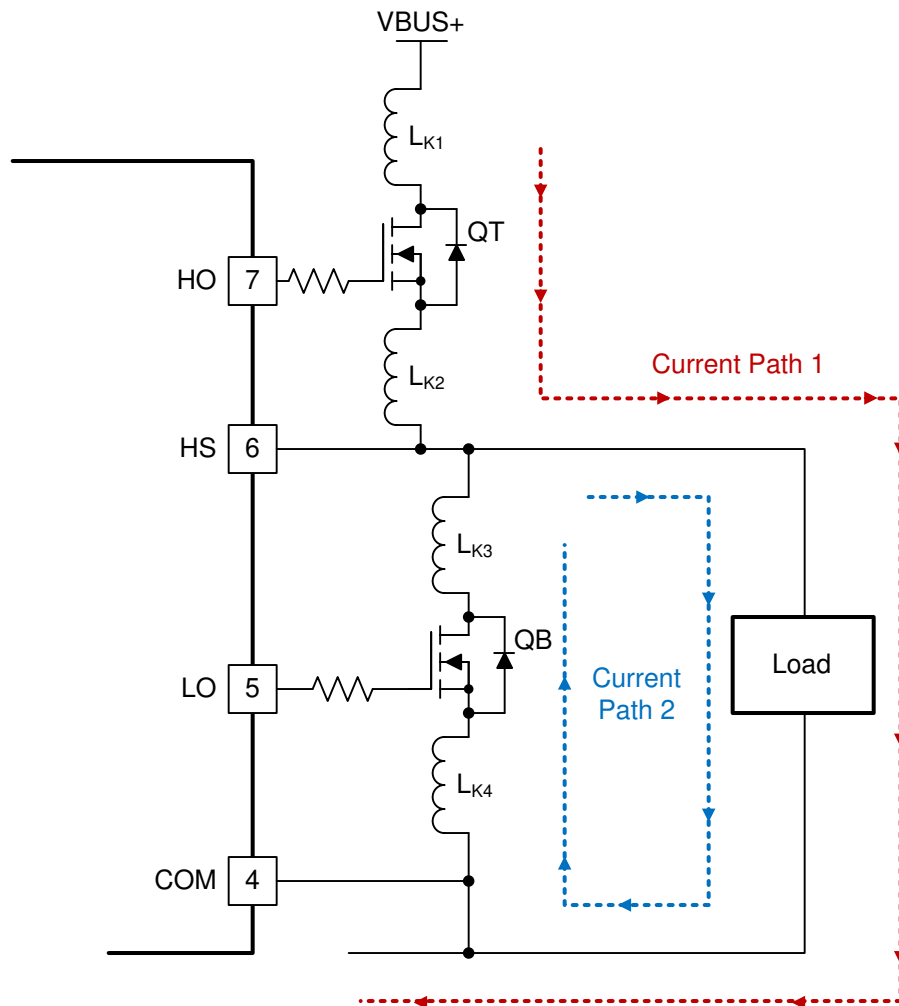 VBUS+
LK1
QT
HO 7
Current Path 1
LK2
HS 6
LK3
QB
LO 5
Load
Current
Path 2
LK4
COM 4